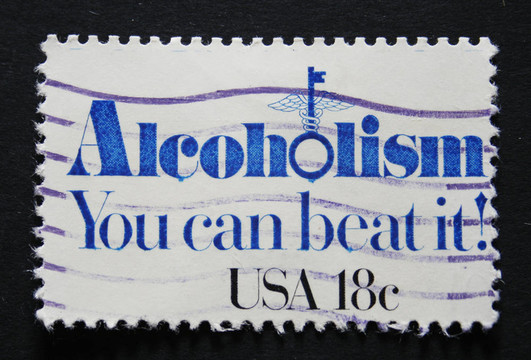 Alcoholism
You can beat it!
USA 18c